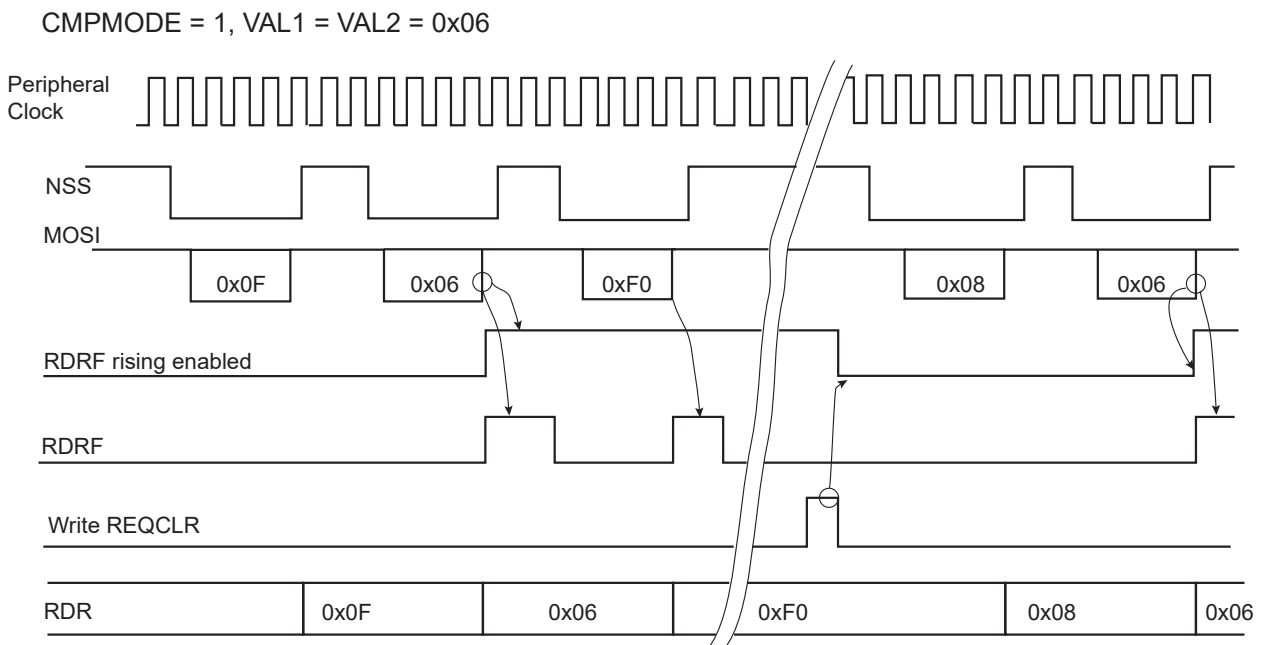 CMPMODE = 1, VAL1 = VAL2 = 0x06
Peripheral
Clock
NSS
MOSI
0x0F 0x06 0xF0 0x08 0x06
RDRF rising enabled
RDRF
Write REQCLR
RDR 0x0F 0x06 0xF0 0x08 0x06